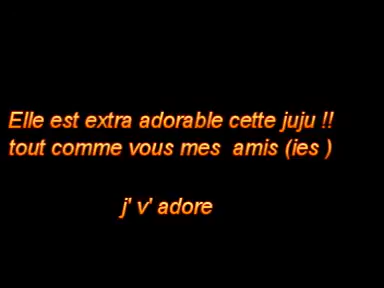 Elle est extra adorable cette juju !!
tout comme vous mes amis (ies )
j' v' adore